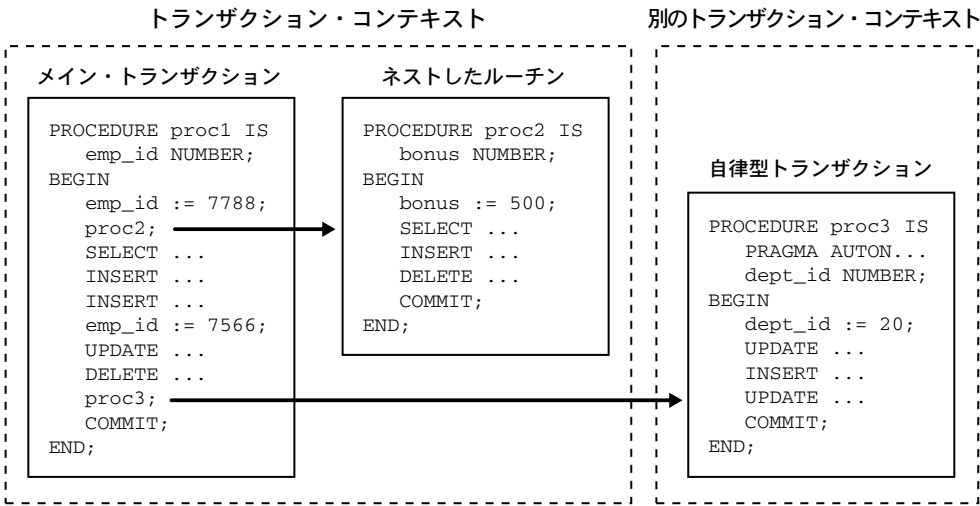 トランザクション・コンテキスト
別のトランザクション・コンテキスト
メイン・トランザクション
PROCEDURE proc1 IS
emp_id NUMBER;
BEGIN
emp_id := 7788;
proc2;
SELECT ...
INSERT ...
INSERT ...
emp_id := 7566;
UPDATE ...
DELETE ...
proc3;
COMMIT;
END;
ネストしたルーチン
PROCEDURE proc2 IS
bonus NUMBER;
BEGIN
bonus := 500;
SELECT ...
INSERT ...
DELETE ...
COMMIT;
END;
自律型トランザクション
PROCEDURE proc3 IS
PRAGMA AUTON...
dept_id NUMBER;
BEGIN
dept_id := 20;
UPDATE ...
INSERT ...
UPDATE ...
COMMIT;
END;